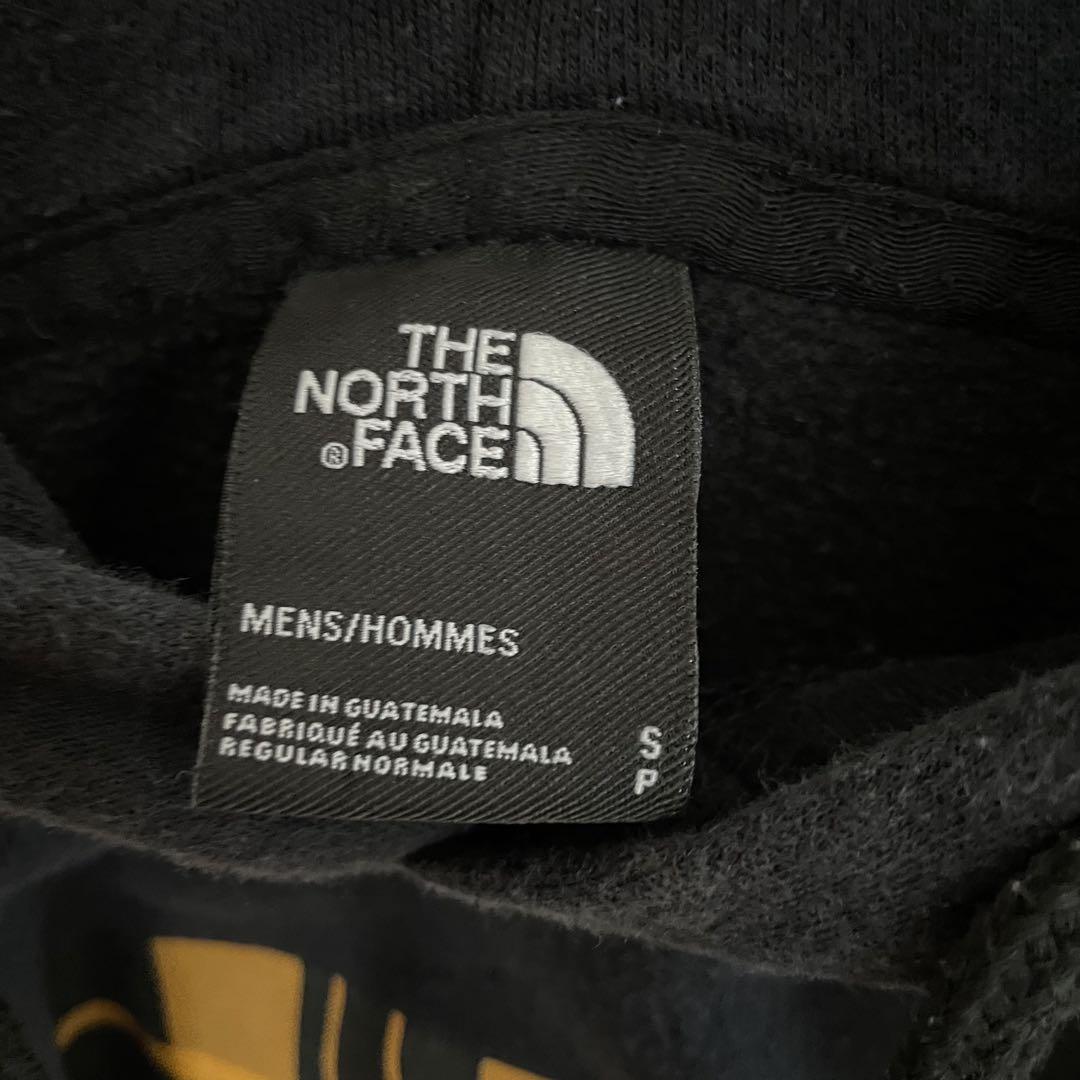 THE
NORTH
®FACE
MENS/HOMMES
MADE IN GUATEMALA
FABRIQUÉ AU GUATEMALA
REGULAR NORMALE
S
P